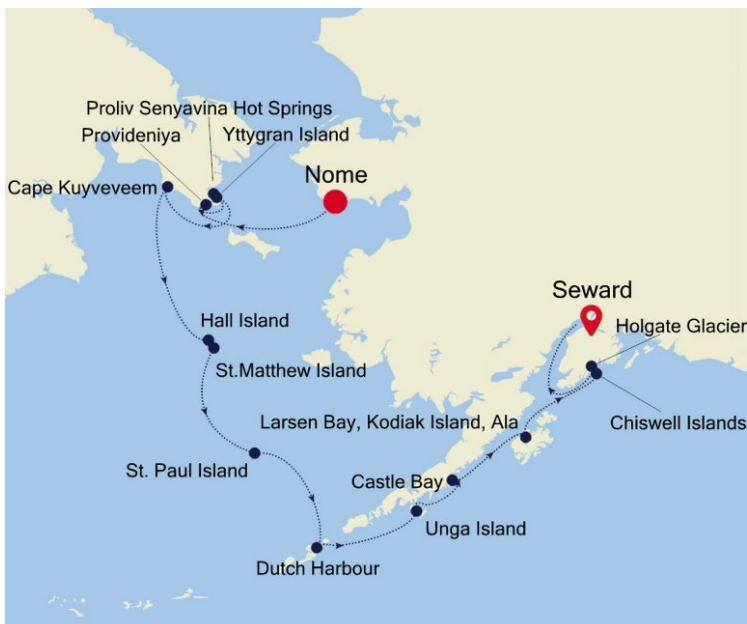 Proliv Senyavina Hot Springs
Provideniya
Yttygran Island
Cape Kuyveveem
Nome
Hall Island
St.Matthew Island
Seward
Holgate Glacier
Larsen Bay, Kodiak Island, Ala
Chiswell Islands
St. Paul Island
Castle Bay
Unga Island
Dutch Harbour